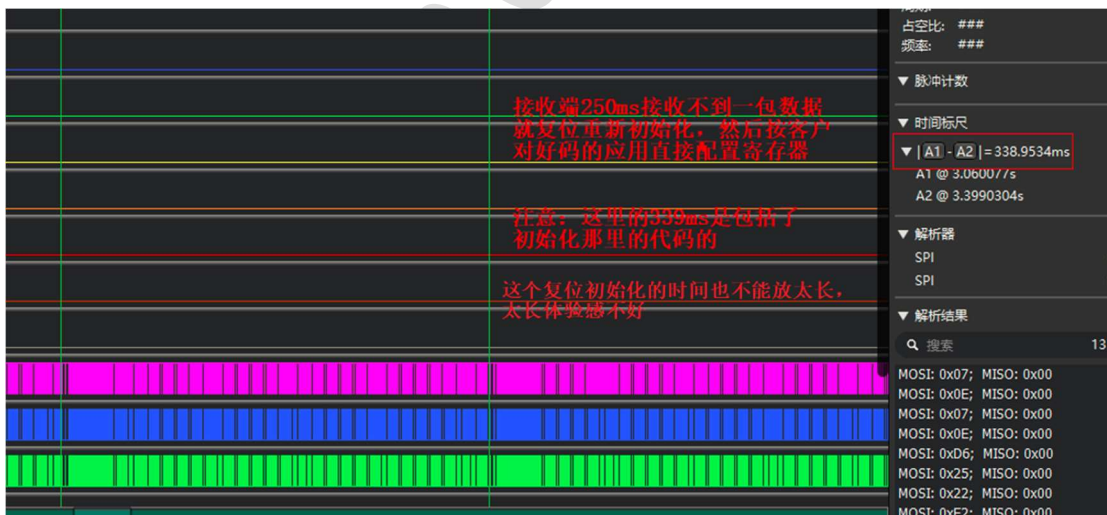 接收端250ms接收不到一包数据
就复位重新初始化，然后按客户
对好码的应用直接配置寄存器
注意：这里的339ms是包括了
初始化那里的代码的
这个复位初始化的时间也不能放太长，
太长体验感不好
占空比: ###
频率: ###
▼ 脉冲计数
▼ 时间标尺
▼ | A1 - A2 | = 338.9534ms
A1 @ 3.060077s
A2 @ 3.3990304s
▼ 解析器
SPI
SPI
▼ 解析结果
搜索 13
MOSI: 0x07; MISO: 0x00
MOSI: 0x0E; MISO: 0x00
MOSI: 0x07; MISO: 0x00
MOSI: 0x0E; MISO: 0x00
MOSI: 0xD6; MISO: 0x00
MOSI: 0x25; MISO: 0x00
MOSI: 0x22; MISO: 0x00
MOSI: 0xF2; MISO: 0x00